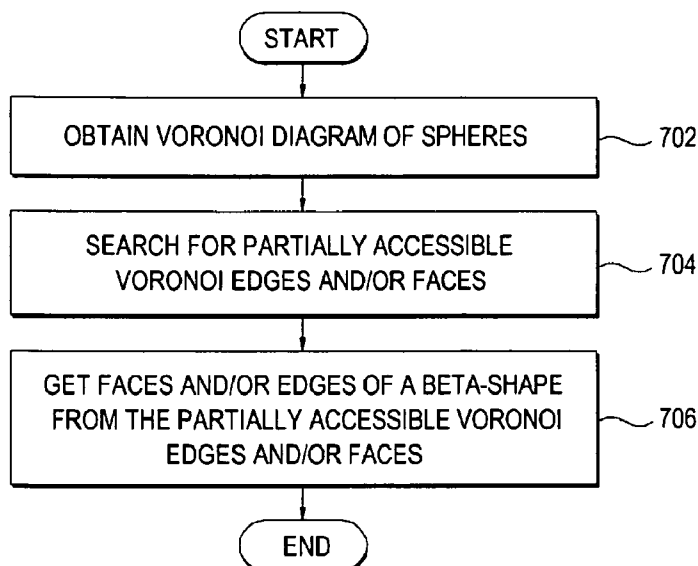 START
OBTAIN VORONOI DIAGRAM OF SPHERES
702
SEARCH FOR PARTIALLY ACCESSIBLE
VORONOI EDGES AND/OR FACES
704
GET FACES AND/OR EDGES OF A BETA-SHAPE
FROM THE PARTIALLY ACCESSIBLE VORONOI
EDGES AND/OR FACES
706
END